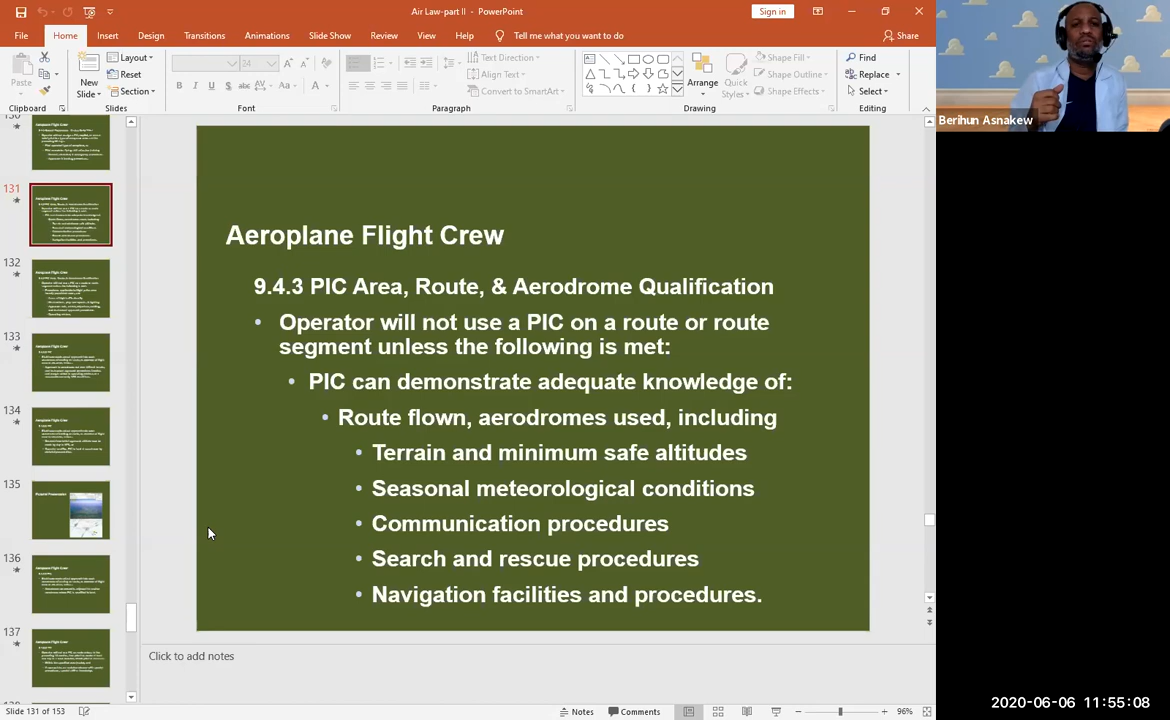 Air Law-part II - PowerPoint
Sign in
File Home Insert Design Transitions Animations Slide Show Review View Help Tell me what you want to do Share
Paste
New
Slide
Layout
Reset
Section
24
B I U S abc AV Aa A
Text Direction
Align Text
Convert to SmartArt
Arrange
Quick
Styles
Shape Fill
Shape Outline
Shape Effects
Find
Replace
Select
Clipboard Slides Font Paragraph Drawing Editing
Berihun Asnakew
130
131
132
133
134
135
136
137
Aeroplane Flight Crew
9.4.3 PIC Area, Route, & Aerodrome Qualification
• Operator will not use a PIC on a route or route
segment unless the following is met:
• PIC can demonstrate adequate knowledge of:
• Route flown, aerodromes used, including
• Terrain and minimum safe altitudes
• Seasonal meteorological conditions
• Communication procedures
• Search and rescue procedures
• Navigation facilities and procedures.
Click to add notes
Slide 131 of 153
Notes Comments 96%
2020-06-06 11:55:08